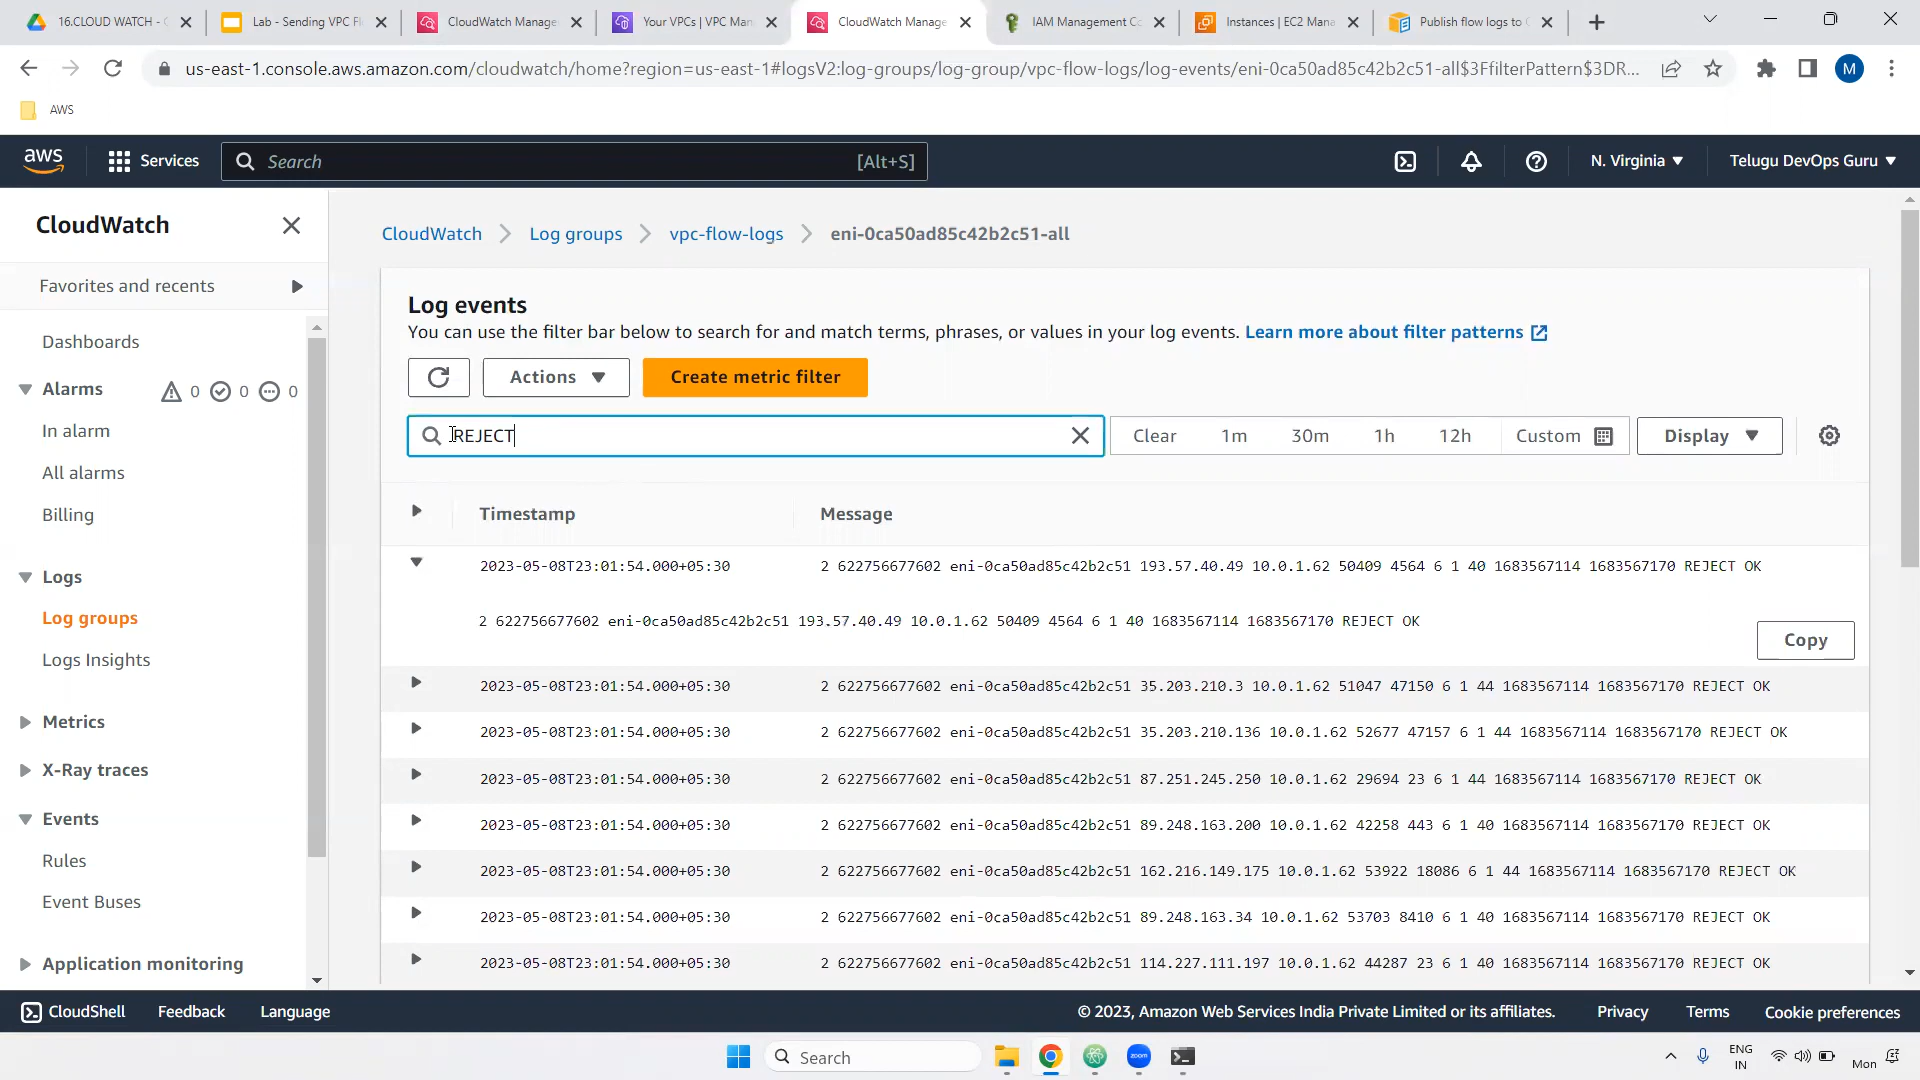 16.CLOUD WATCH -
Lab - Sending VPC F
CloudWatch Manage
Your VPCs | VPC Man
CloudWatch Manage
IAM Management Co
Instances | EC2 Mana
Publish flow logs to C
us-east-1.console.aws.amazon.com/cloudwatch/home?region=us-east-1#logsV2:log-groups/log-group/vpc-flow-logs/log-events/eni-0ca50ad85c42b2c51-all$3FfilterPattern$3DR...
M
AWS
aws
Services
Search
[Alt+S]
N. Virginia
Telugu DevOps Guru
CloudWatch
Favorites and recents
Dashboards
Alarms
0
0
0
In alarm
All alarms
Billing
Logs
Log groups
Logs Insights
Metrics
X-Ray traces
Events
Rules
Event Buses
Application monitoring
CloudWatch > Log groups > vpc-flow-logs > eni-0ca50ad85c42b2c51-all
Log events
You can use the filter bar below to search for and match terms, phrases, or values in your log events. Learn more about filter patterns
Actions
Create metric filter
REJECT
Clear
1m
30m
1h
12h
Custom
Display
Timestamp
Message
2023-05-08T23:01:54.000+05:30 2 622756677602 eni-0ca50ad85c42b2c51 193.57.40.49 10.0.1.62 50409 4564 6 1 40 1683567114 1683567170 REJECT OK
2 622756677602 eni-0ca50ad85c42b2c51 193.57.40.49 10.0.1.62 50409 4564 6 1 40 1683567114 1683567170 REJECT OK
Copy
2023-05-08T23:01:54.000+05:30 2 622756677602 eni-0ca50ad85c42b2c51 35.203.210.3 10.0.1.62 51047 47150 6 1 44 1683567114 1683567170 REJECT OK
2023-05-08T23:01:54.000+05:30 2 622756677602 eni-0ca50ad85c42b2c51 35.203.210.136 10.0.1.62 52677 47157 6 1 44 1683567114 1683567170 REJECT OK
2023-05-08T23:01:54.000+05:30 2 622756677602 eni-0ca50ad85c42b2c51 87.251.245.250 10.0.1.62 29694 23 6 1 44 1683567114 1683567170 REJECT OK
2023-05-08T23:01:54.000+05:30 2 622756677602 eni-0ca50ad85c42b2c51 89.248.163.200 10.0.1.62 42258 443 6 1 40 1683567114 1683567170 REJECT OK
2023-05-08T23:01:54.000+05:30 2 622756677602 eni-0ca50ad85c42b2c51 162.216.149.175 10.0.1.62 53922 18086 6 1 44 1683567114 1683567170 REJECT OK
2023-05-08T23:01:54.000+05:30 2 622756677602 eni-0ca50ad85c42b2c51 89.248.163.34 10.0.1.62 53703 8410 6 1 40 1683567114 1683567170 REJECT OK
2023-05-08T23:01:54.000+05:30 2 622756677602 eni-0ca50ad85c42b2c51 114.227.111.197 10.0.1.62 44287 23 6 1 40 1683567114 1683567170 REJECT OK
CloudShell
Feedback
Language
© 2023, Amazon Web Services India Private Limited or its affiliates.
Privacy
Terms
Cookie preferences
Search
zoom
ENG
IN
Mon